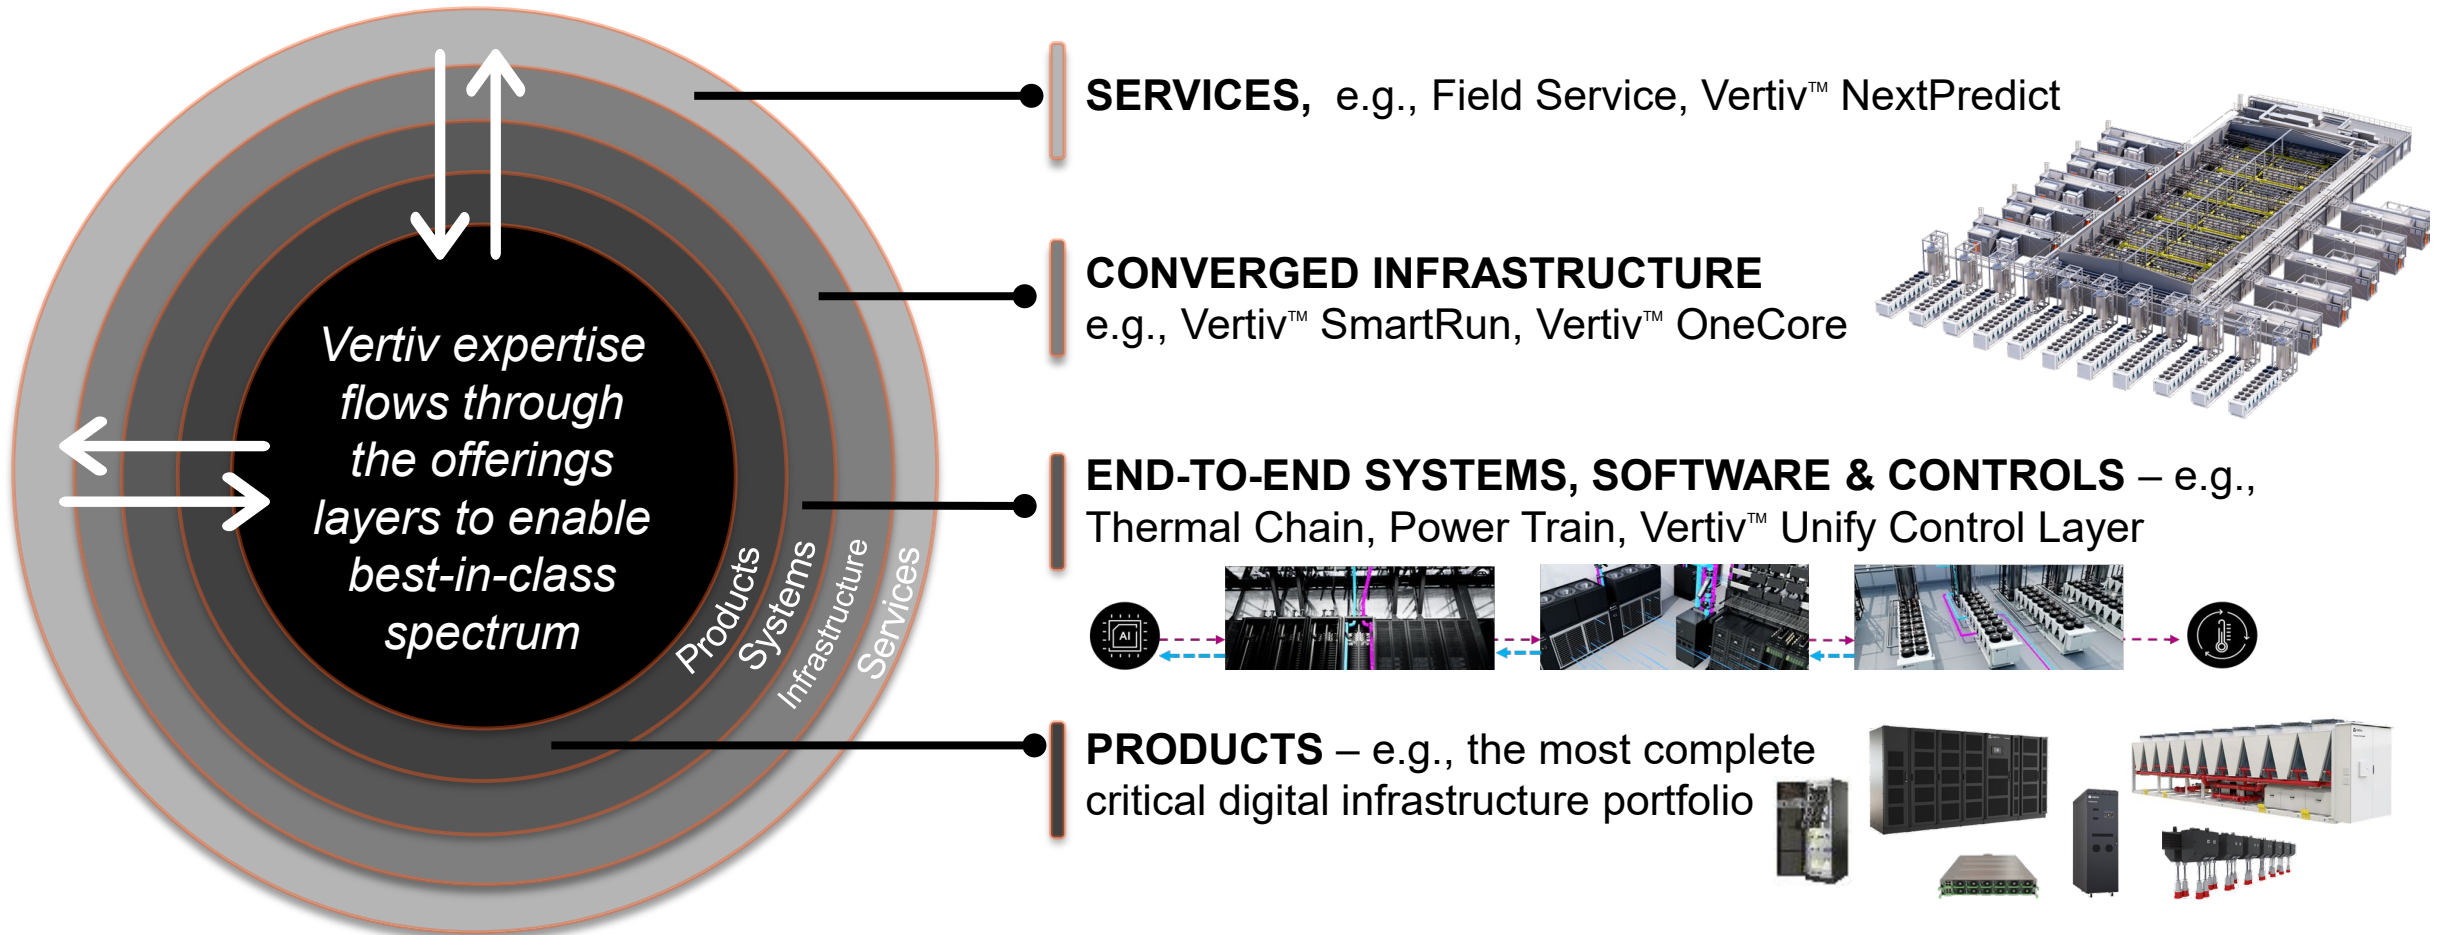 SERVICES, e.g., Field Service, Vertiv™ NextPredict
CONVERGED INFRASTRUCTURE
e.g., Vertiv™ SmartRun, Vertiv™ OneCore
Vertiv expertise
flows through
the offerings
layers to enable
best-in-class
spectrum
Products
Systems
Infrastructure
Services
END-TO-END SYSTEMS, SOFTWARE & CONTROLS – e.g.,
Thermal Chain, Power Train, Vertiv™ Unify Control Layer
AI
PRODUCTS – e.g., the most complete
critical digital infrastructure portfolio